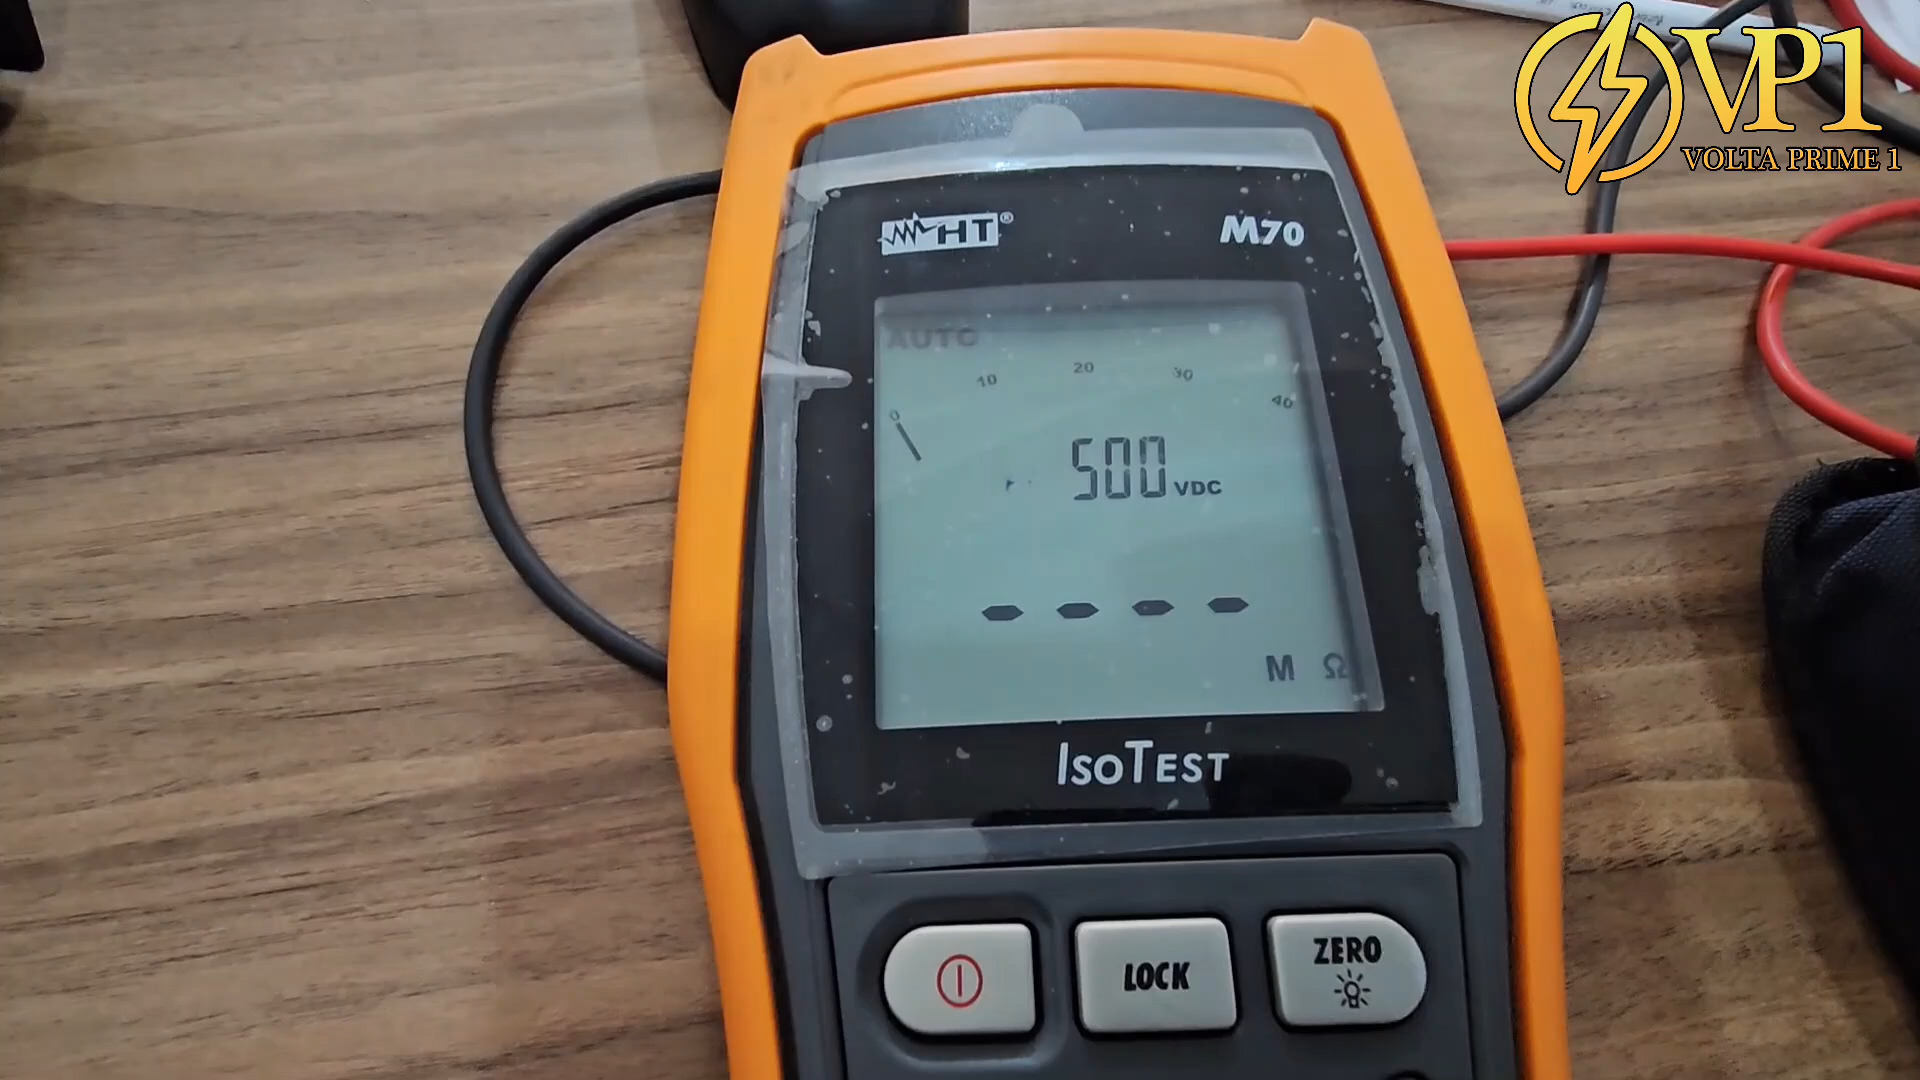 VP1
VOLTA PRIME 1
HT®
M70
AUTO
0 10 20 30 40
500 VDC
- - - -
M Ω
ISOTEST
LOCK
ZERO